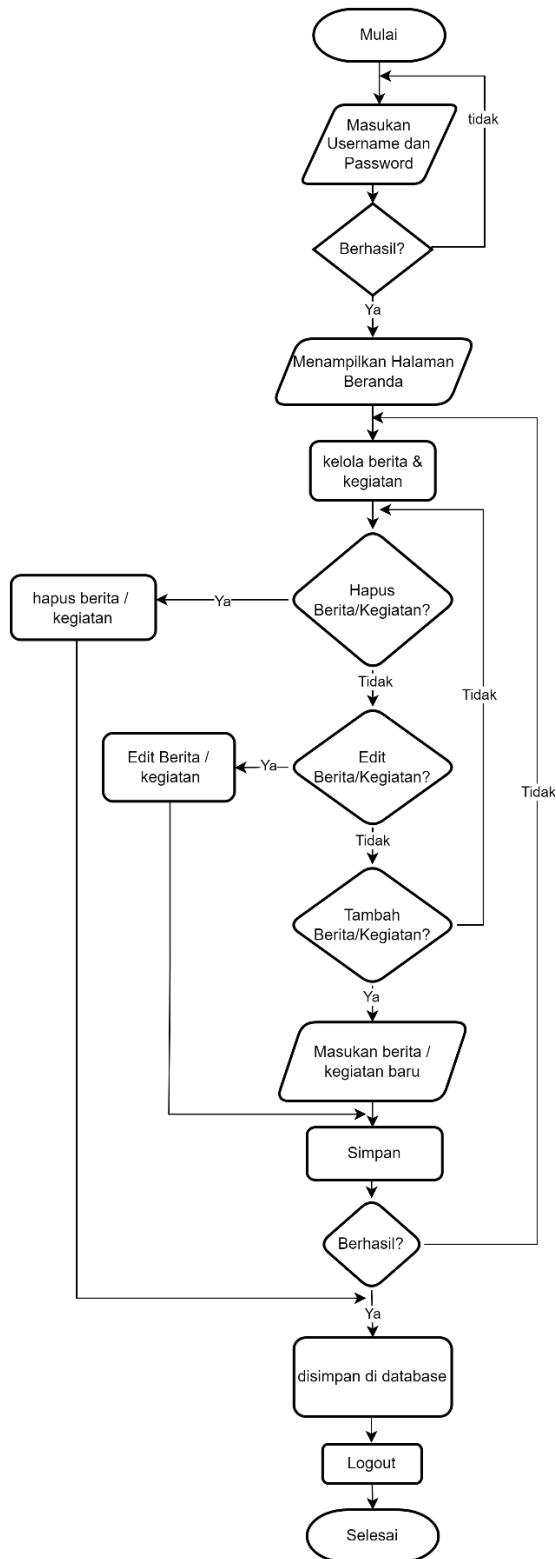 Mulai
tidak
Masukan
Username dan
Password
Berhasil?
Ya
Menampilkan Halaman
Beranda
kelola berita &
kegiatan
Hapus
Berita/Kegiatan?
Ya
hapus berita /
kegiatan
Tidak
Tidak
Edit
Berita/Kegiatan?
Ya
Edit Berita /
kegiatan
Tidak
Tidak
Tambah
Berita/Kegiatan?
Ya
Masukan berita /
kegiatan baru
Simpan
Berhasil?
Ya
disimpan di database
Logout
Selesai